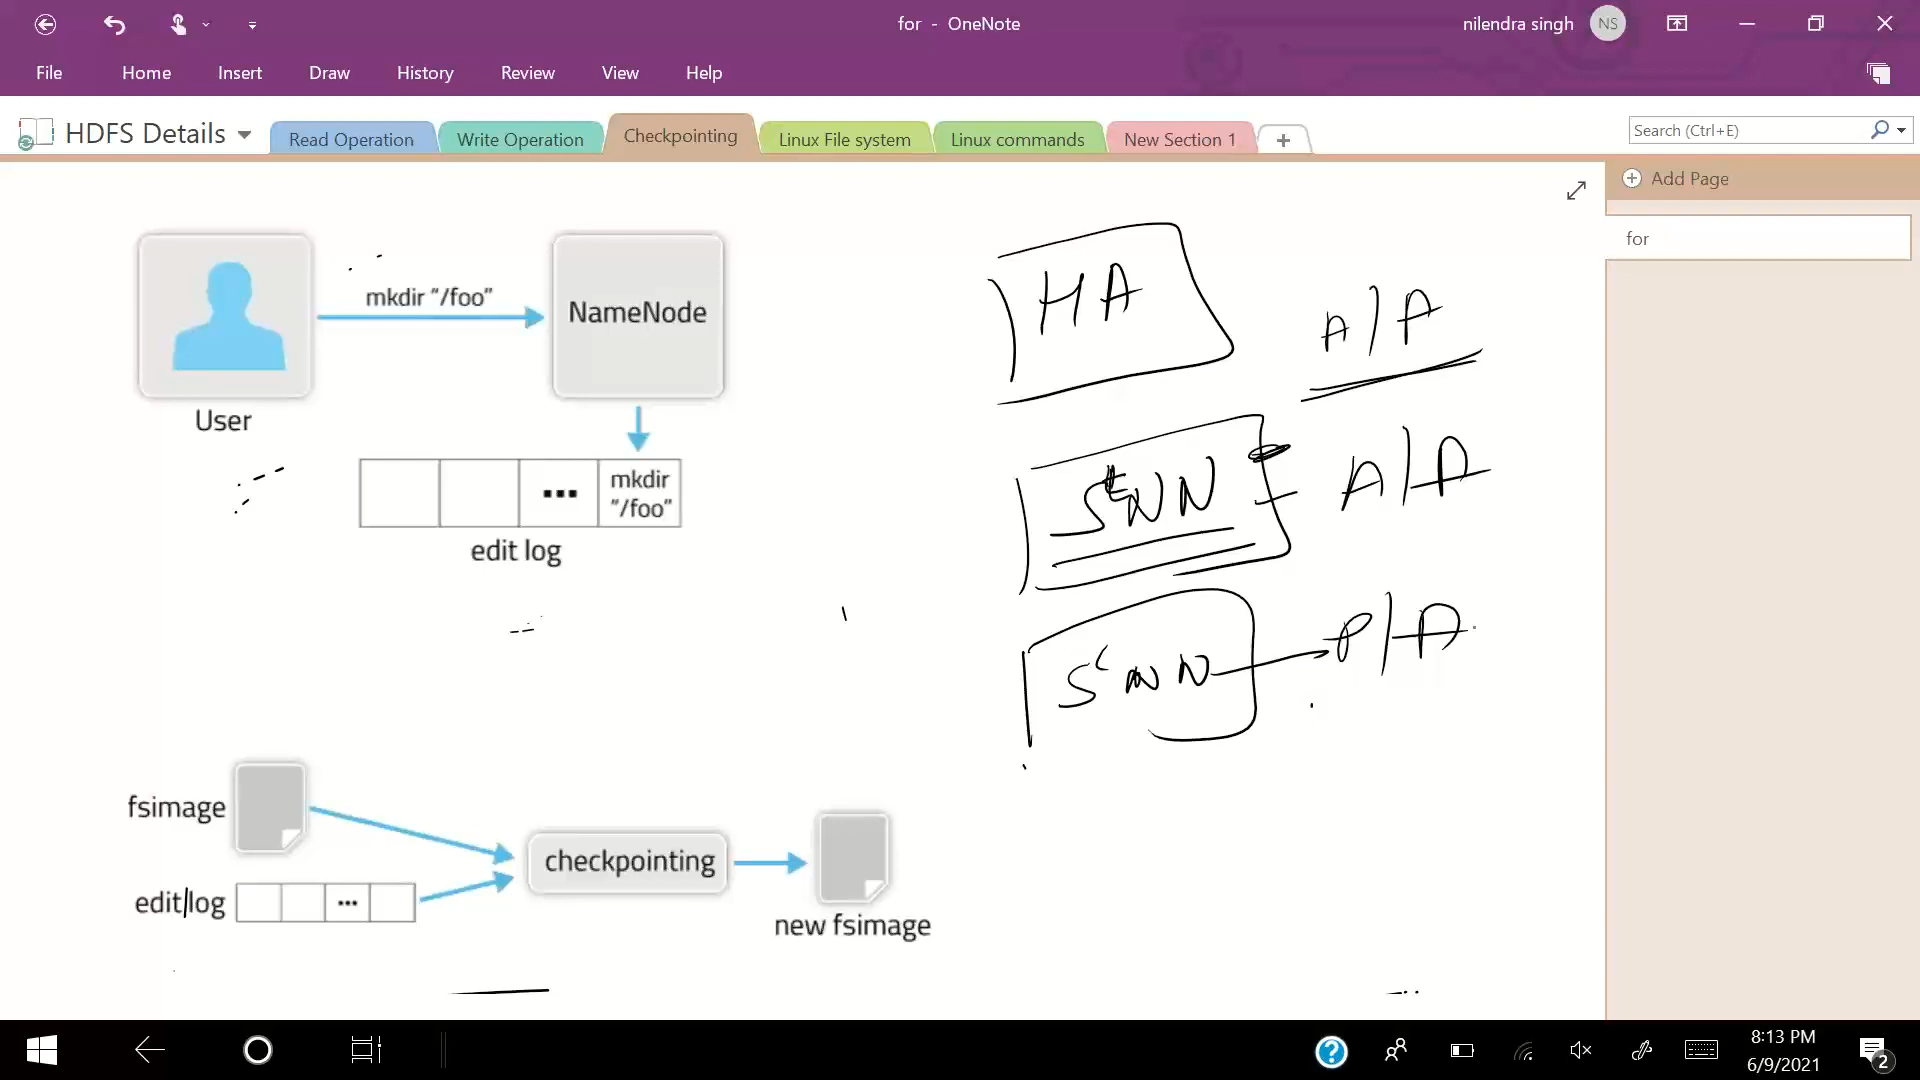 for - OneNote
nilendra singh NS
File Home Insert Draw History Review View Help
HDFS Details
Read Operation
Write Operation
Checkpointing
Linux File system
Linux commands
New Section 1
+
Search (Ctrl+E)
Add Page
for
mkdir "/foo"
NameNode
User
mkdir
"/foo"
edit log
HA
A/A
StNN
A/A
SNN
P/A
fsimage
checkpointing
edit log
new fsimage
8:13 PM
6/9/2021
2